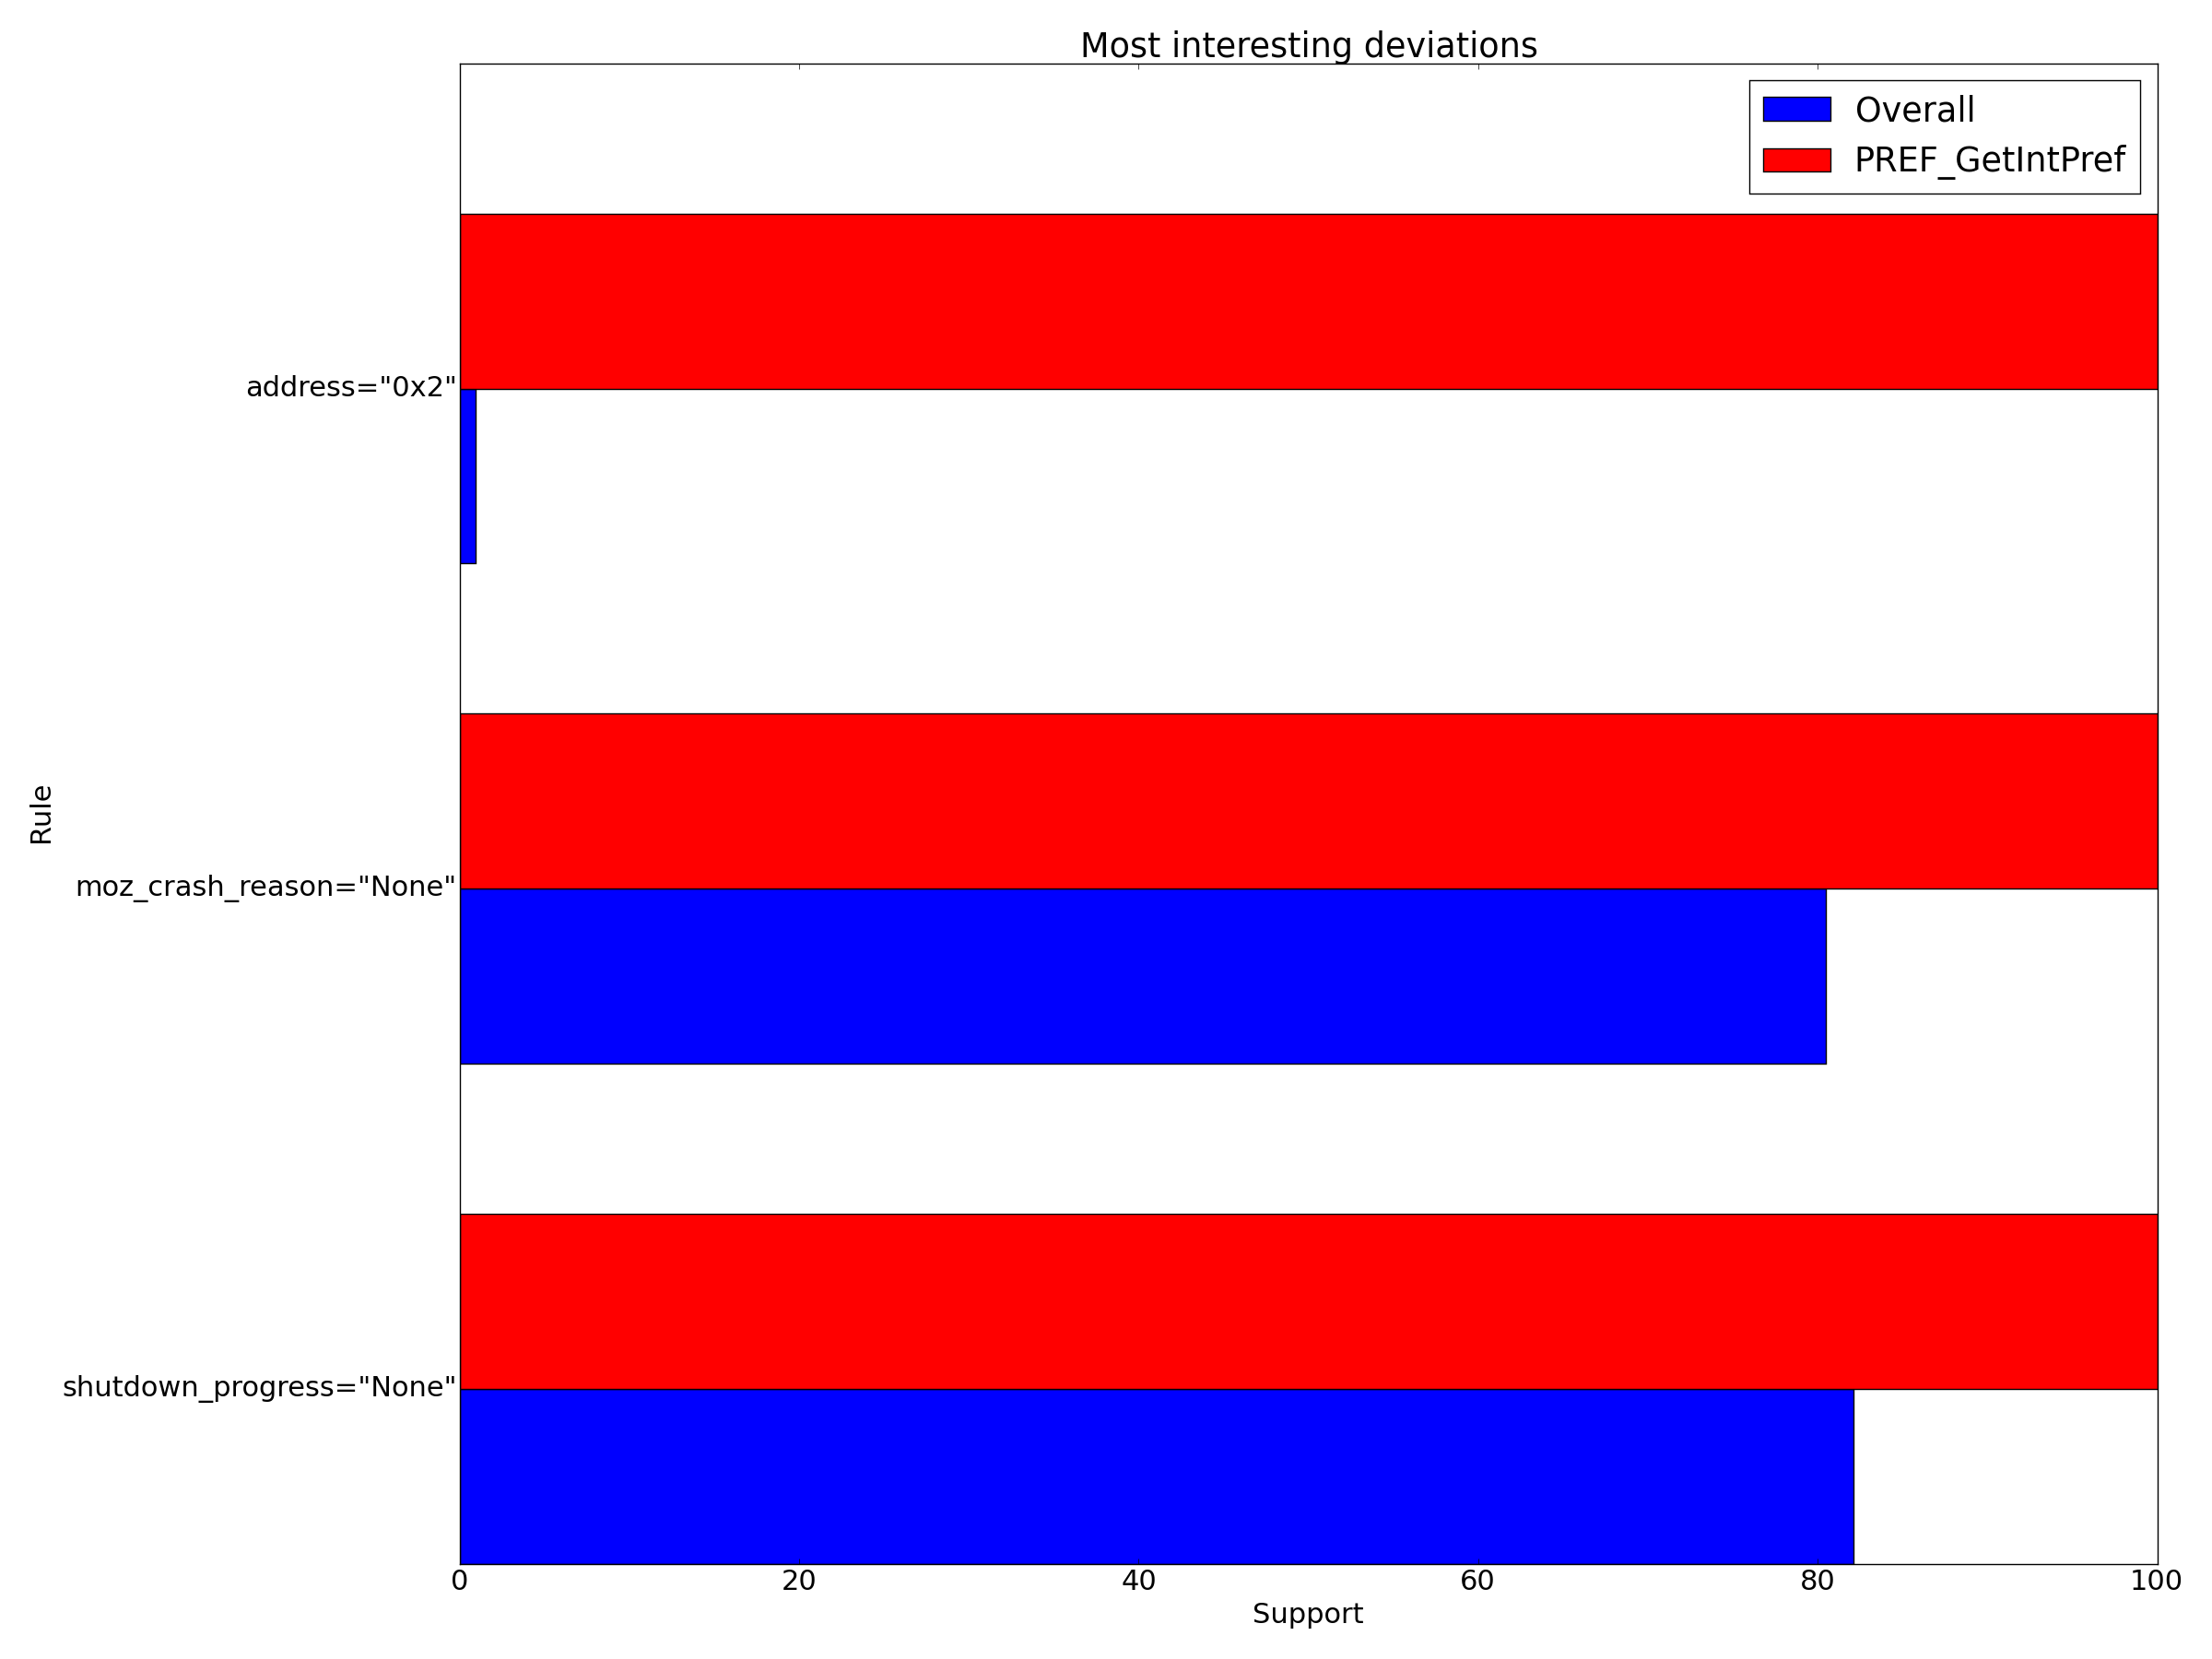 Most interesting deviations
Overall
PREF_GetIntPref
address="0x2"
moz_crash_reason="None"
shutdown_progress="None"
Rule
0 20 40 60 80 100
Support